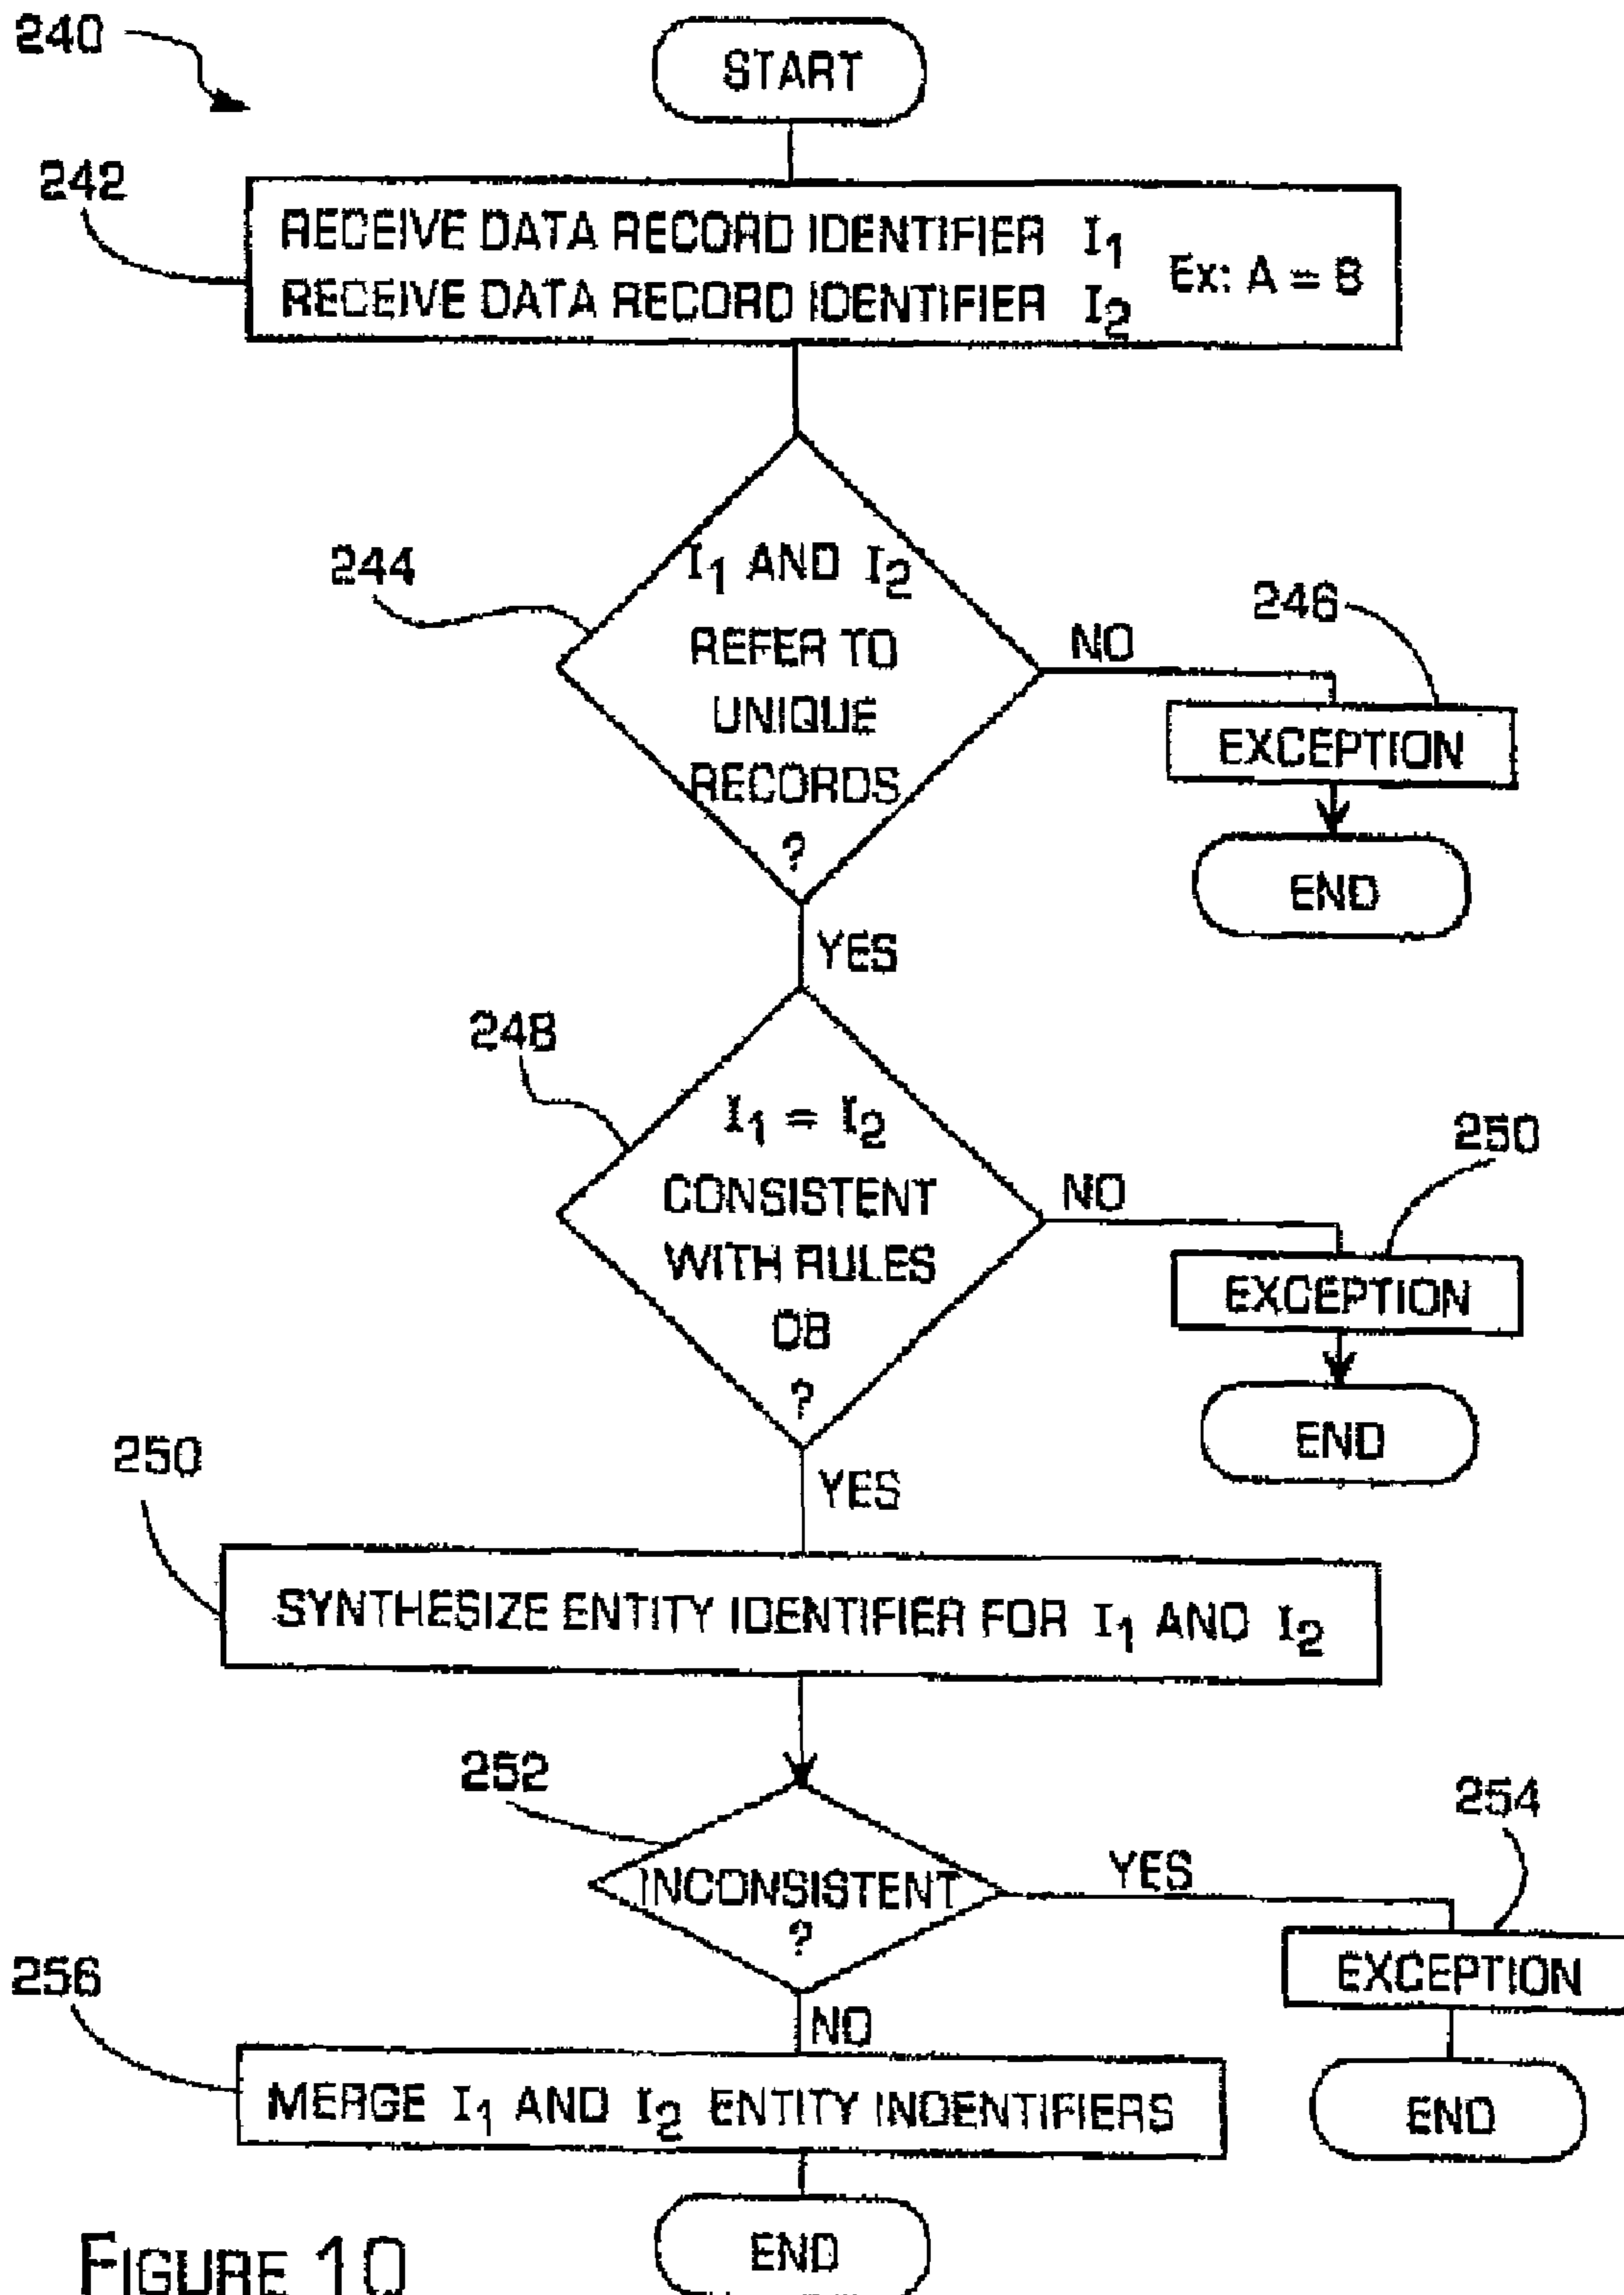 240
START
242
RECEIVE DATA RECORD IDENTIFIER I1
RECEIVE DATA RECORD IDENTIFIER I2
Ex: A = B
244
I1 AND I2
REFER TO
UNIQUE
RECORDS
?
NO
246
EXCEPTION
END
YES
248
I1 = I2
CONSISTENT
WITH RULES
DB
?
NO
250
EXCEPTION
END
YES
250
SYNTHESIZE ENTITY IDENTIFIER FOR I1 AND I2
252
INCONSISTENT
?
YES
254
EXCEPTION
END
NO
256
MERGE I1 AND I2 ENTITY INDENTIFIERS
END
FIGURE 10